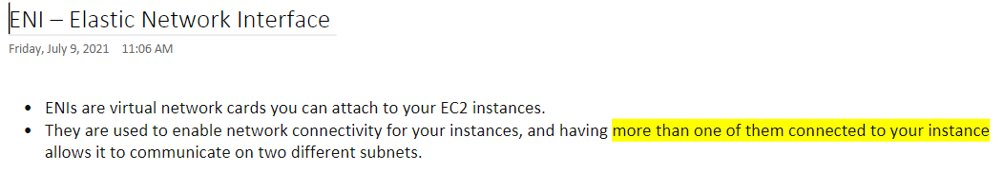 ENI – Elastic Network Interface
Friday, July 9, 2021 11:06 AM
• ENIs are virtual network cards you can attach to your EC2 instances.
• They are used to enable network connectivity for your instances, and having more than one of them connected to your instance
allows it to communicate on two different subnets.